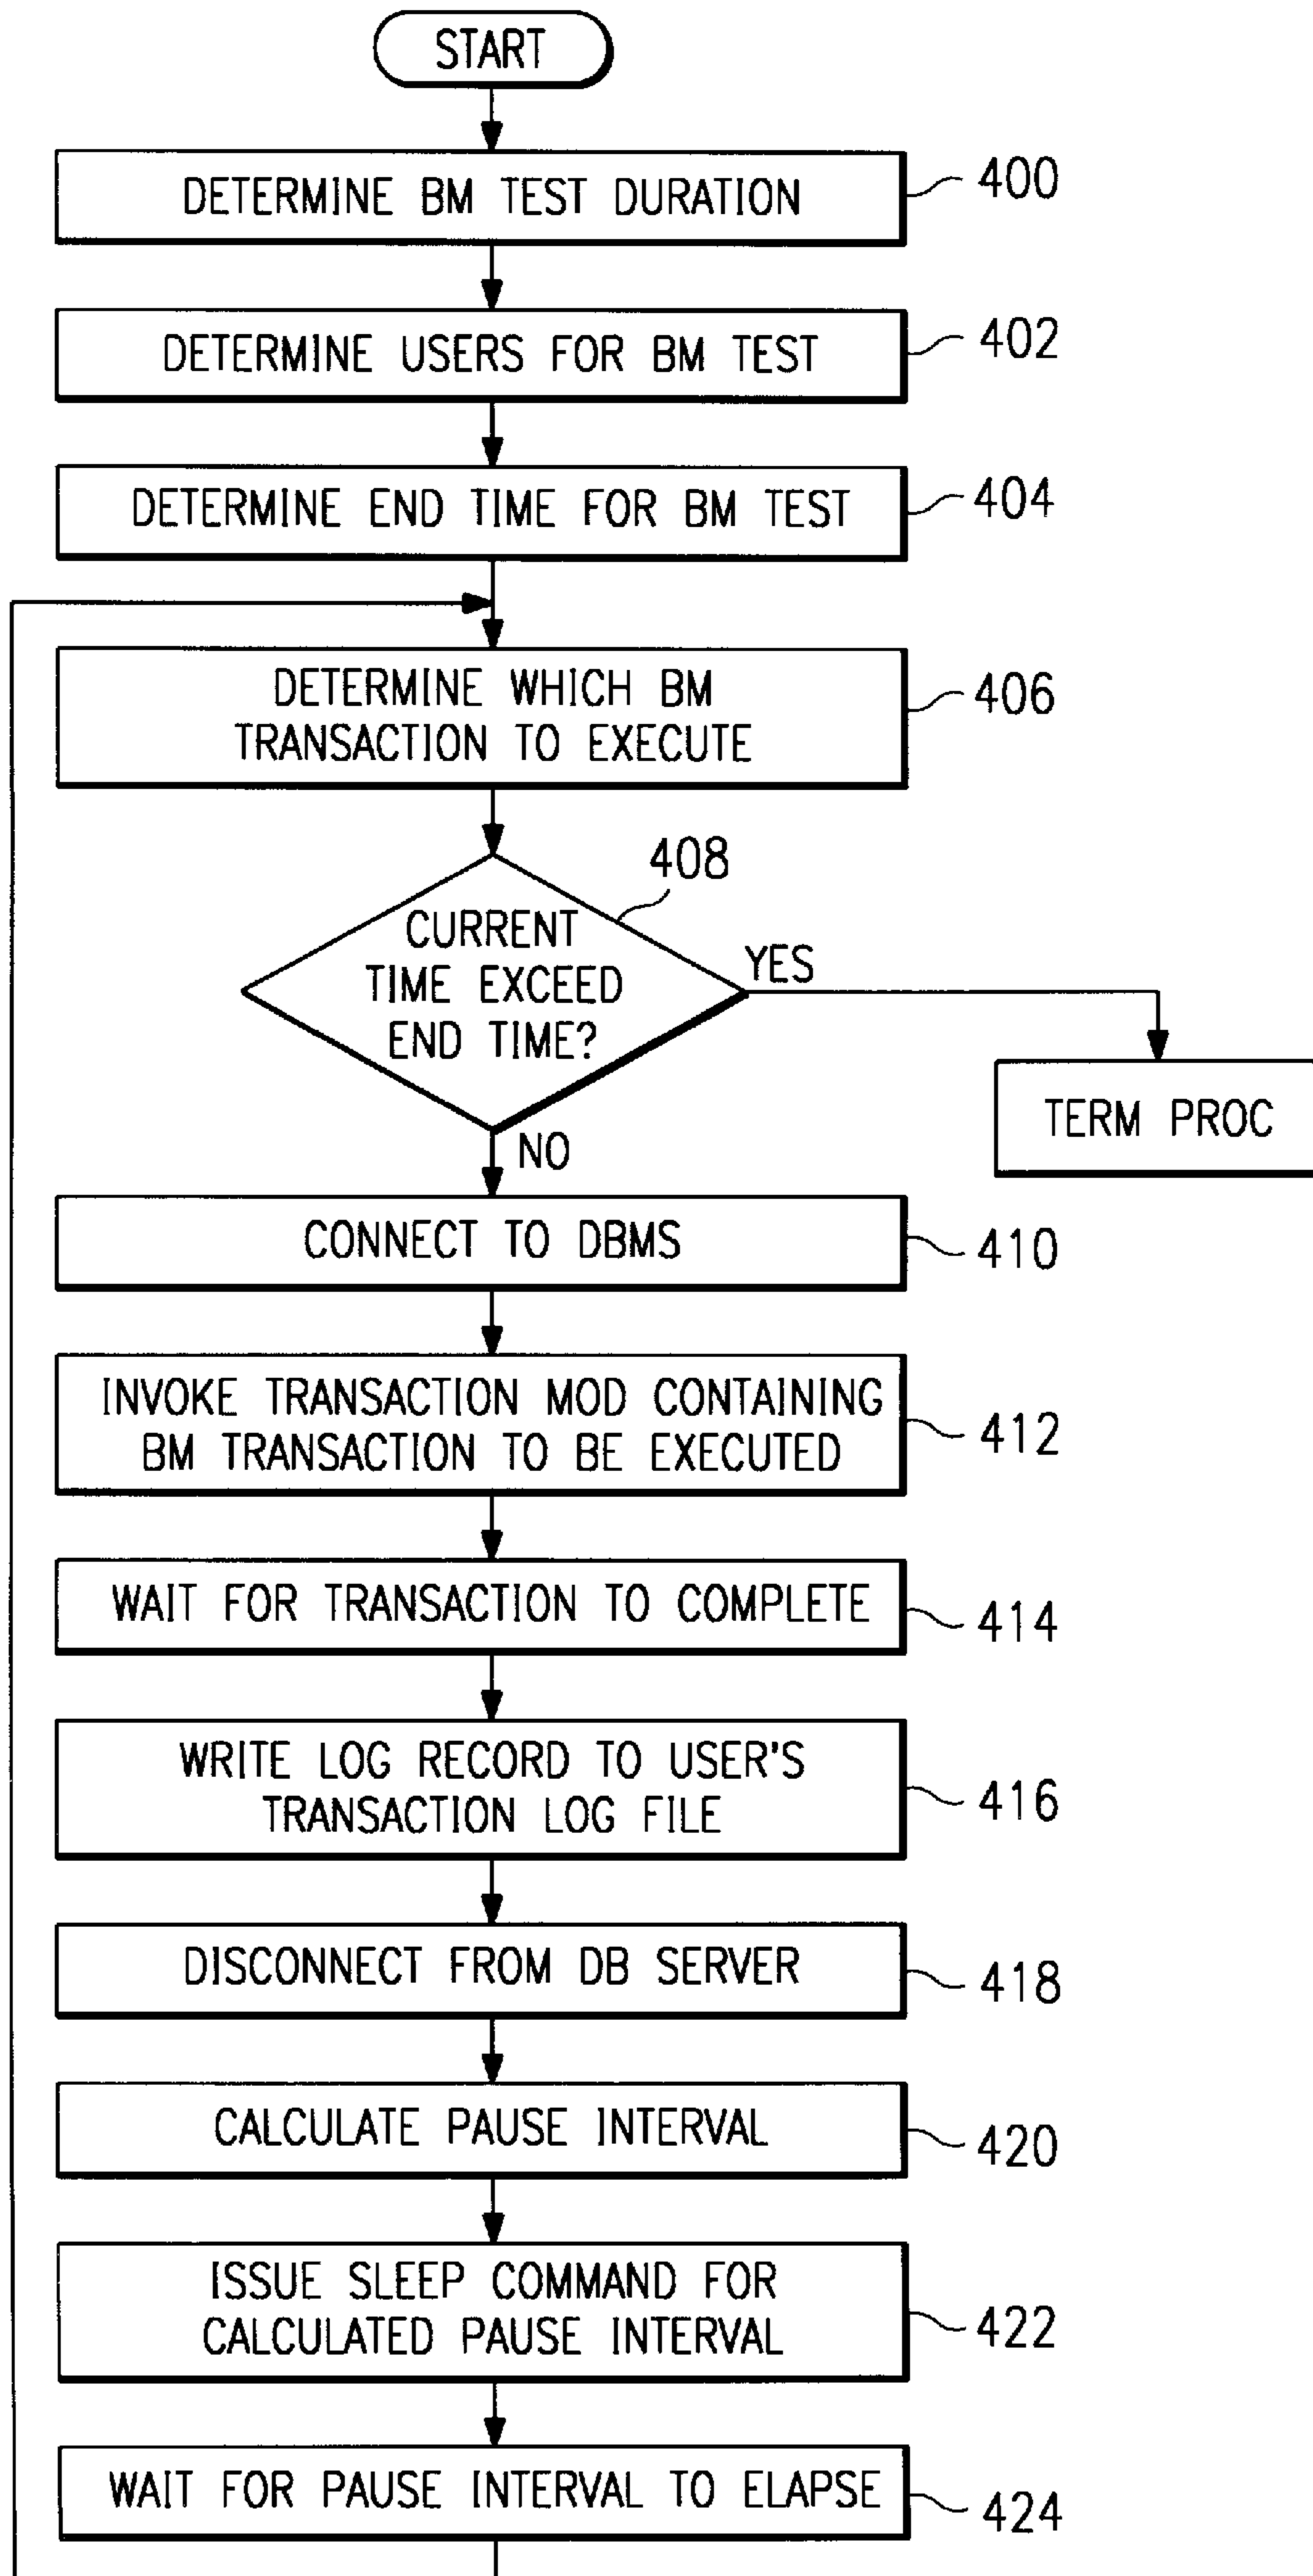 START
DETERMINE BM TEST DURATION
400
DETERMINE USERS FOR BM TEST
402
DETERMINE END TIME FOR BM TEST
404
DETERMINE WHICH BM
TRANSACTION TO EXECUTE
406
408
CURRENT
TIME EXCEED
END TIME?
YES
TERM PROC
NO
CONNECT TO DBMS
410
INVOKE TRANSACTION MOD CONTAINING
BM TRANSACTION TO BE EXECUTED
412
WAIT FOR TRANSACTION TO COMPLETE
414
WRITE LOG RECORD TO USER'S
TRANSACTION LOG FILE
416
DISCONNECT FROM DB SERVER
418
CALCULATE PAUSE INTERVAL
420
ISSUE SLEEP COMMAND FOR
CALCULATED PAUSE INTERVAL
422
WAIT FOR PAUSE INTERVAL TO ELAPSE
424